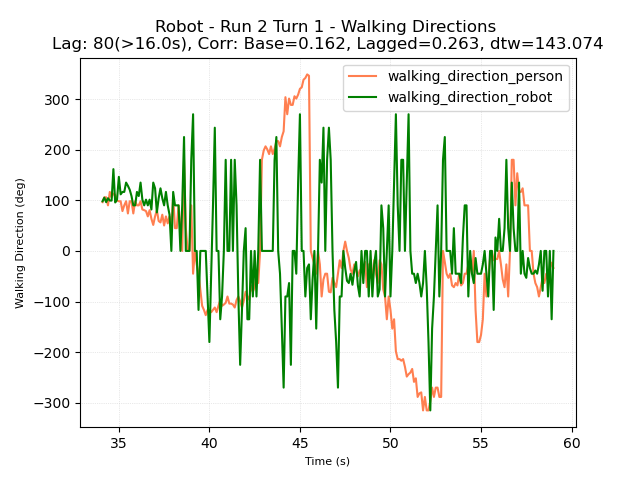 Robot - Run 2 Turn 1 - Walking Directions
Lag: 80(>16.0s), Corr: Base=0.162, Lagged=0.263, dtw=143.074
walking_direction_person
walking_direction_robot
Walking Direction (deg)
300
200
100
0
−100
−200
−300
35
40
45
50
55
60
Time (s)